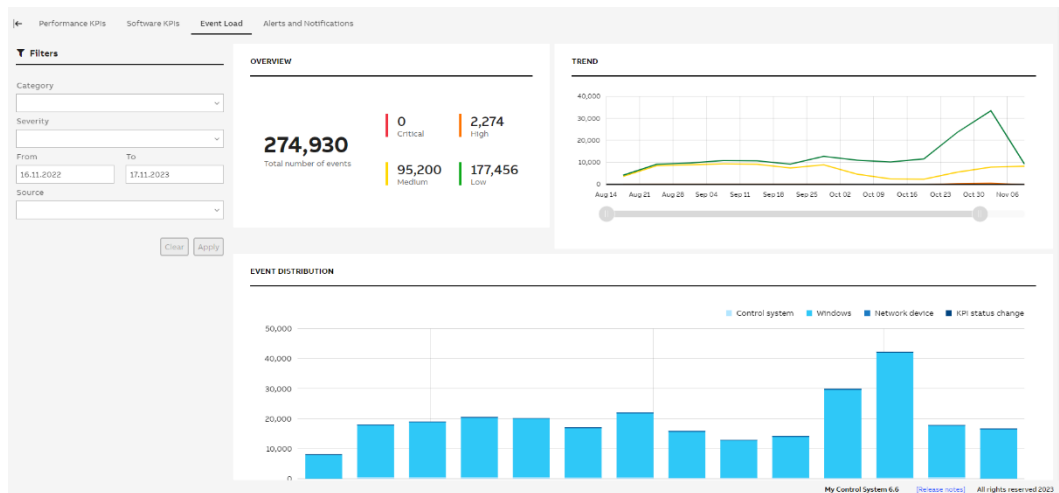 Performance KPIs Software KPIs Event Load Alerts and Notifications
Filters
Category
Severity
From To
16.11.2022 17.11.2023
Source
Clear Apply
OVERVIEW
274,930
Total number of events
0
Critical
2,274
High
95,200
Medium
177,456
Low
TREND
40,000
30,000
20,000
10,000
0
Aug 14 Aug 21 Aug 28 Sep 04 Sep 11 Sep 18 Sep 25 Oct 02 Oct 09 Oct 16 Oct 23 Oct 30 Nov 06
EVENT DISTRIBUTION
Control system Windows Network device KPI status change
50,000
40,000
30,000
20,000
10,000
0
My Control System 6.6 [Release notes] All rights reserved 2023